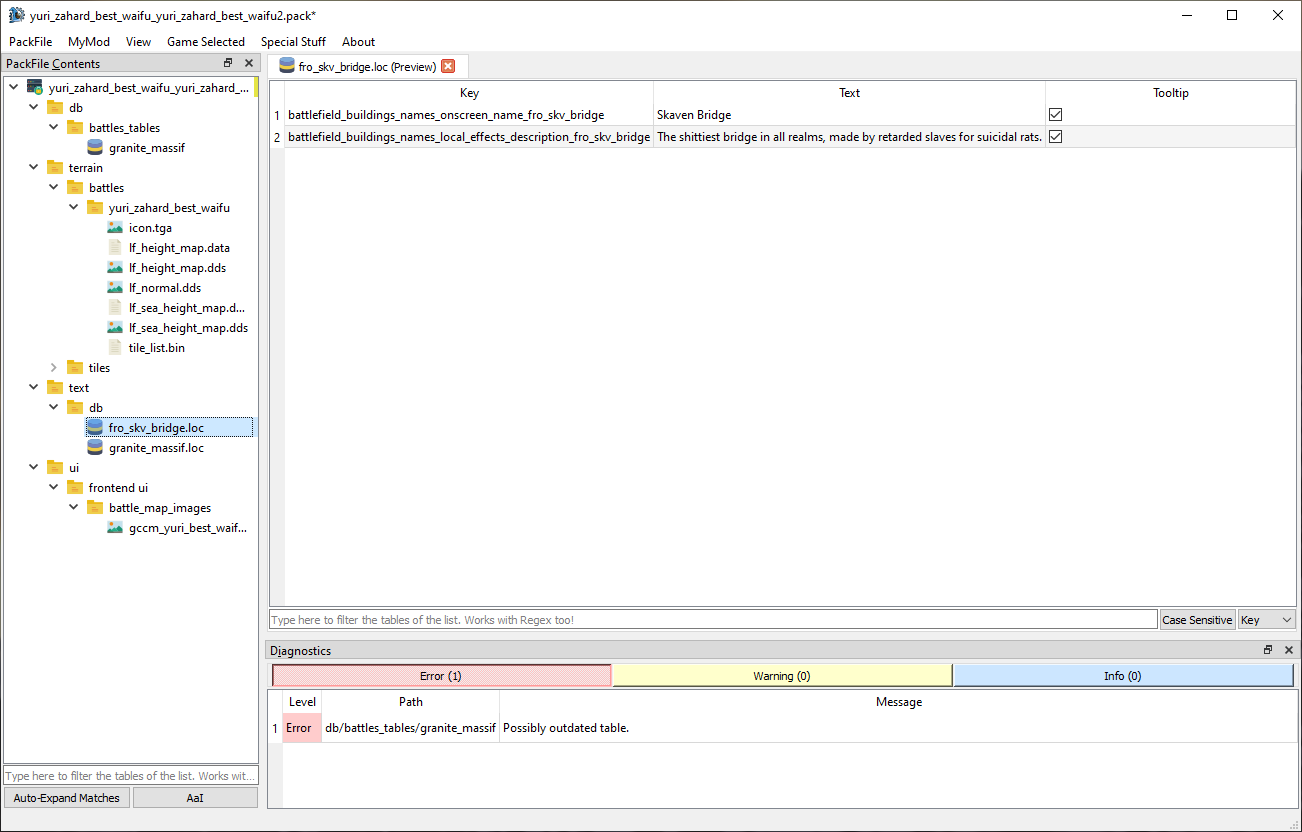 yuri_zahard_best_waifu_yuri_zahard_best_waifu2.pack*
PackFile MyMod View Game Selected Special Stuff About
PackFile Contents
yuri_zahard_best_waifu_yuri_zahard_...
db
battles_tables
granite_massif
terrain
battles
yuri_zahard_best_waifu
icon.tga
lf_height_map.data
lf_height_map.dds
lf_normal.dds
lf_sea_height_map.d...
lf_sea_height_map.dds
tile_list.bin
tiles
text
db
fro_skv_bridge.loc
granite_massif.loc
ui
frontend ui
battle_map_images
gccm_yuri_best_waif...
Type here to filter the tables of the list. Works wit...
Auto-Expand Matches AaI
fro_skv_bridge.loc (Preview)
Key Text Tooltip
1 battlefield_buildings_names_onscreen_name_fro_skv_bridge Skaven Bridge
2 battlefield_buildings_names_local_effects_description_fro_skv_bridge The shittiest bridge in all realms, made by retarded slaves for suicidal rats.
Type here to filter the tables of the list. Works with Regex too! Case Sensitive Key
Diagnostics
Error (1) Warning (0) Info (0)
Level Path Message
1 Error db/battles_tables/granite_massif Possibly outdated table.